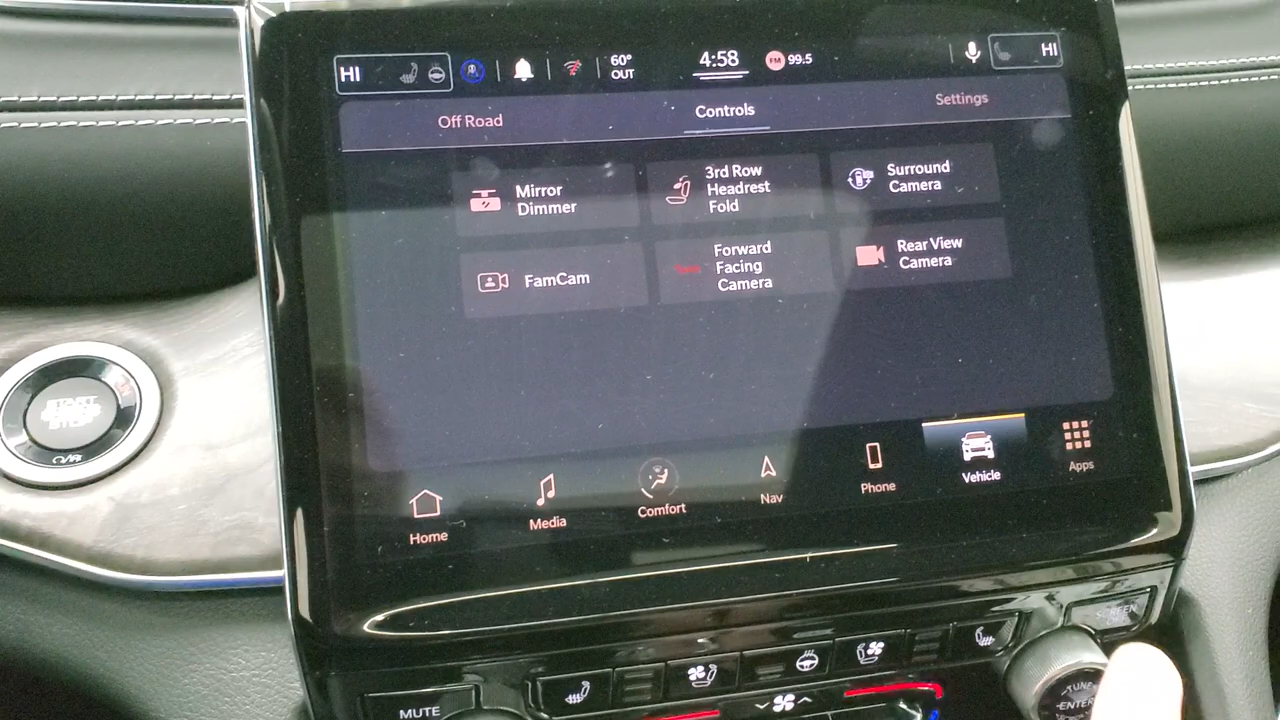 HI
60°
OUT
4:58
FM 99.5
HI
Off Road
Controls
Settings
Mirror
Dimmer
3rd Row
Headrest
Fold
Surround
Camera
FamCam
Forward
Facing
Camera
Rear View
Camera
START
STOP
Home
Media
Comfort
Nav
Phone
Vehicle
Apps
SCREEN
MUTE
TUNE
ENTER